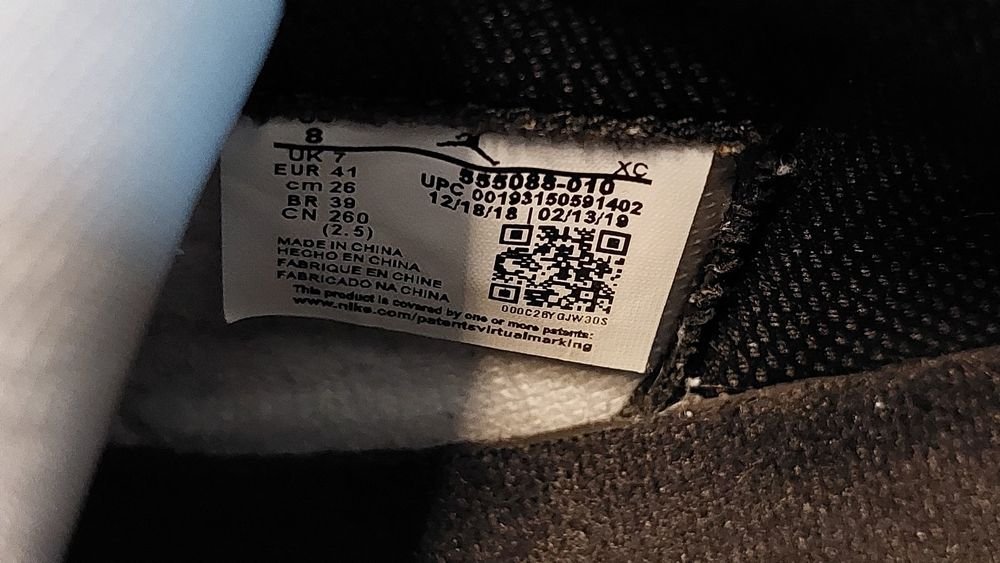 8
UK 7
EUR 41
cm 26
BR 39
CN 260
(2.5)
XC
555088-010
UPC 00193150591402
12/18/18 | 02/13/19
MADE IN CHINA
HECHO EN CHINA
FABRIQUE EN CHINE
FABRICADO NA CHINA
000C28YGJW30S
This product is covered by one or more patents:
www.nike.com/patentsvirtualmarking